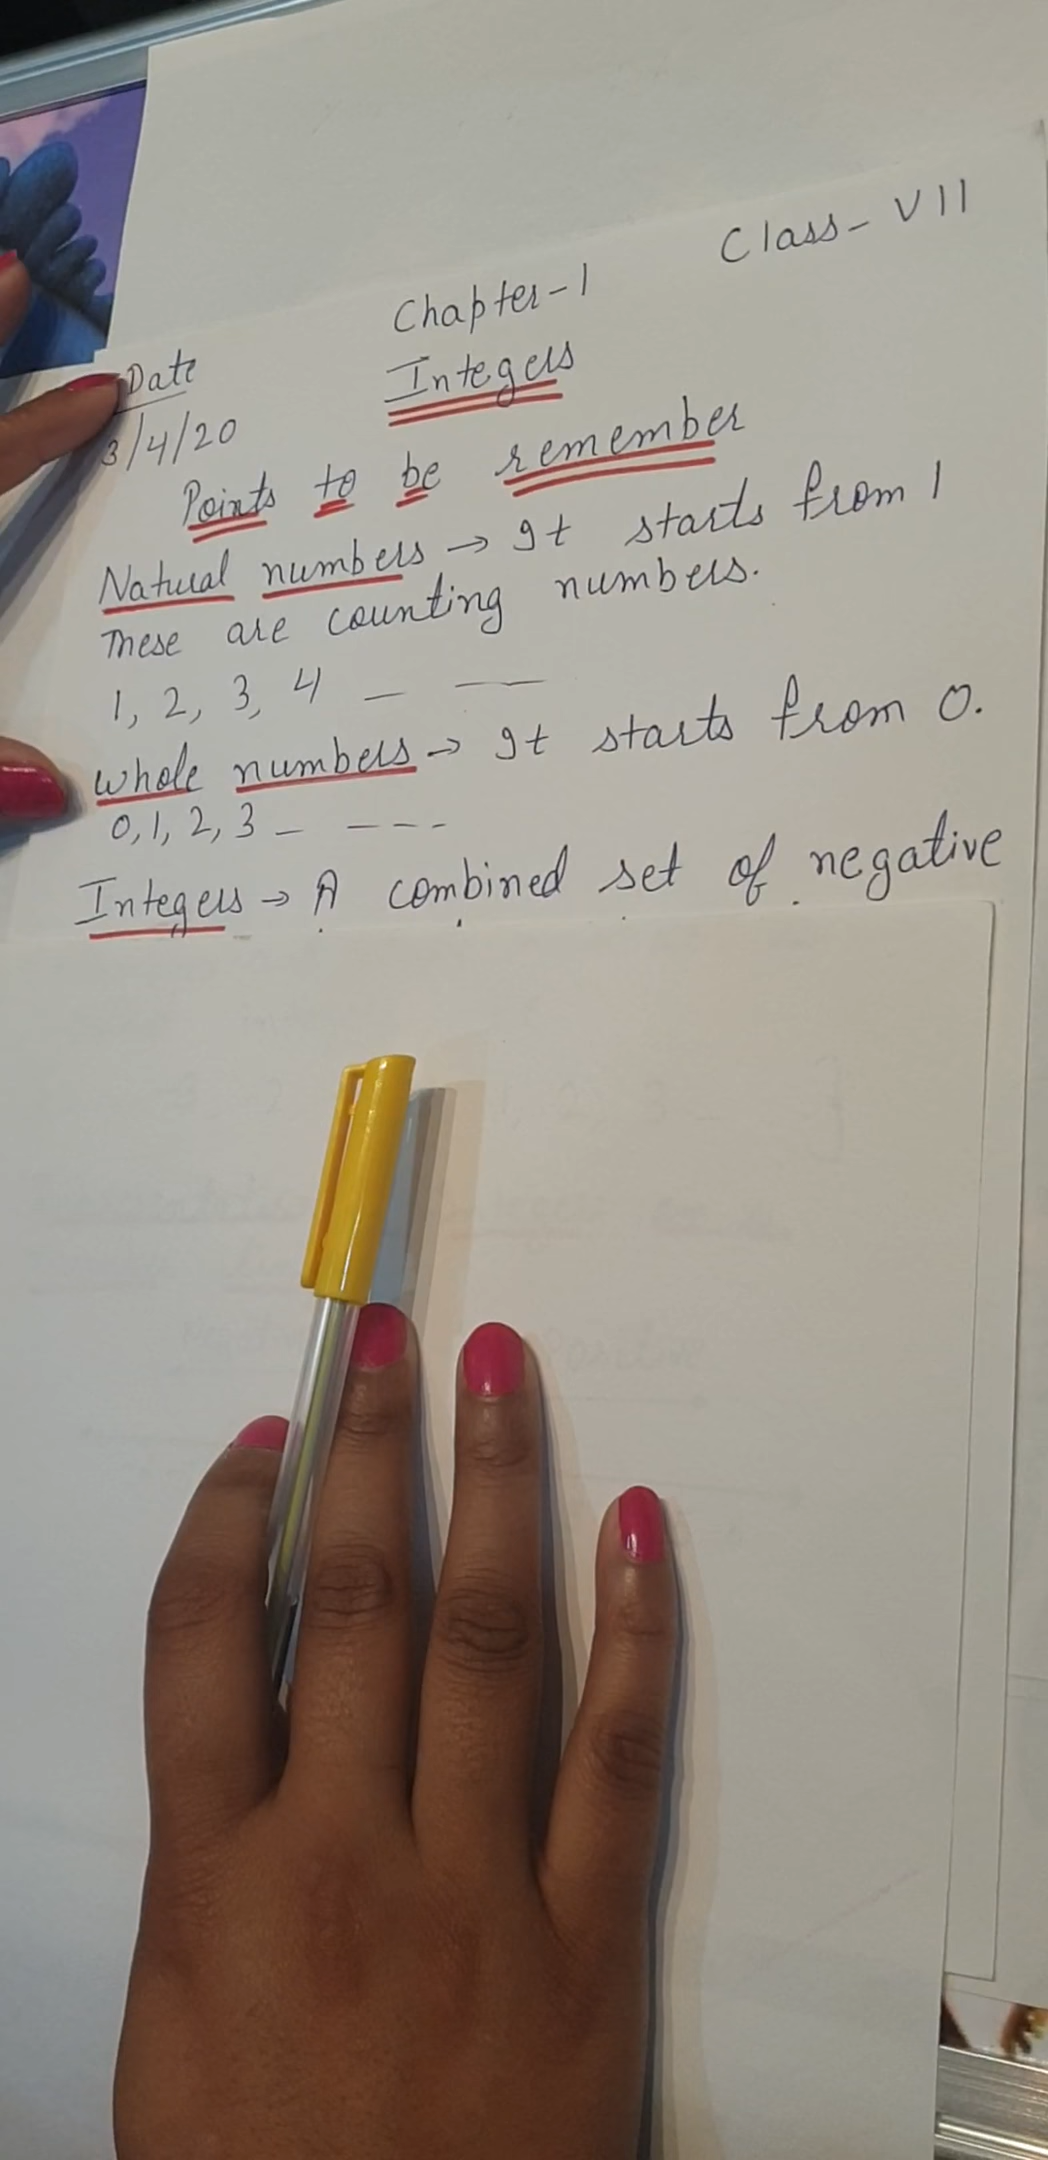 Class - VII
Chapter - 1
Integers
Date
3/4/20
Points to be remember
Natural numbers → It starts from 1
These are counting numbers.
1, 2, 3, 4 _ __
Whole numbers → It starts from 0.
0, 1, 2, 3 _ _ _ _
Integers → A combined set of negative